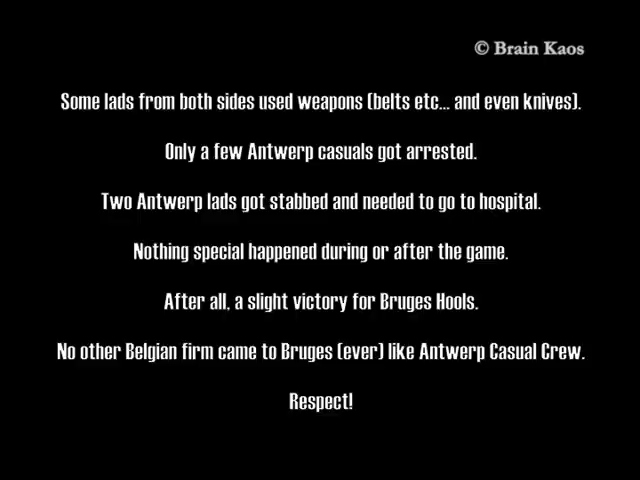 © Brain Kaos
Some lads from both sides used weapons (belts etc... and even knives).
Only a few Antwerp casuals got arrested.
Two Antwerp lads got stabbed and needed to go to hospital.
Nothing special happened during or after the game.
After all, a slight victory for Bruges Hools.
No other Belgian firm came to Bruges (ever) like Antwerp Casual Crew.
Respect!